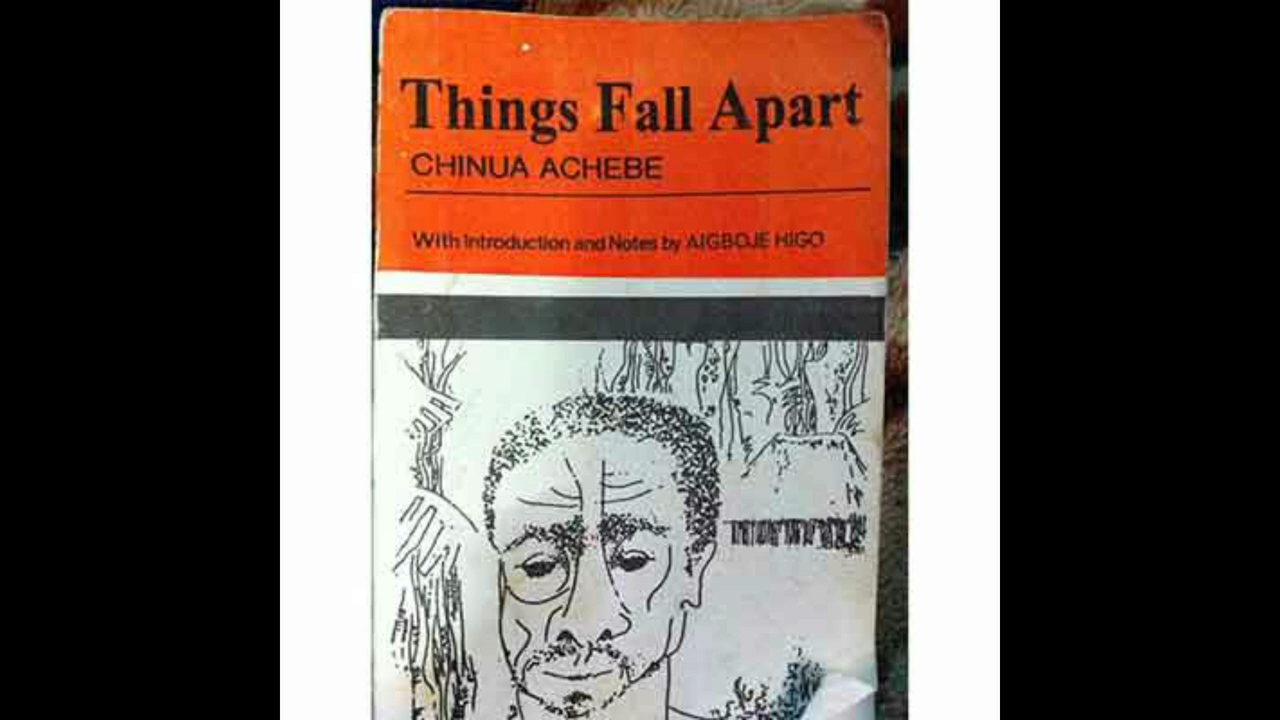 Things Fall Apart
CHINUA ACHEBE
With Introduction and Notes by AIGBOJE HIGO